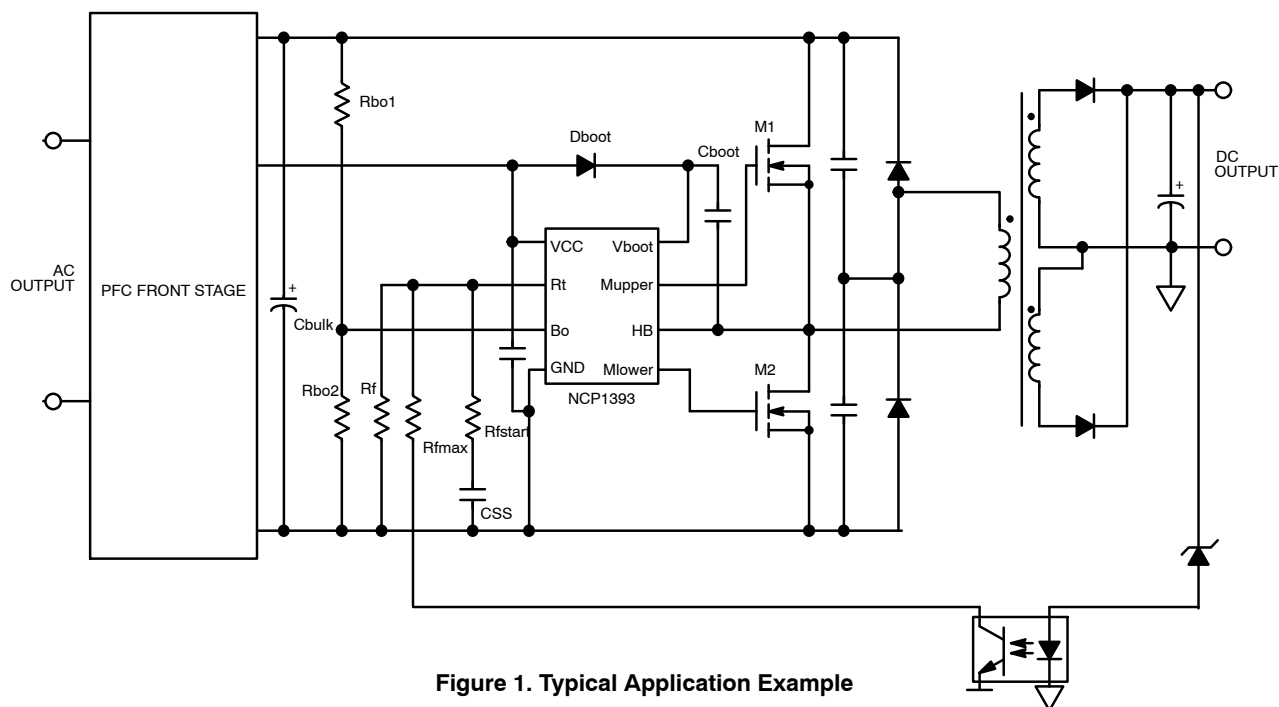 M1
Rbo1
Dboot
Cboot
DC
OUTPUT
VCC
Vboot
AC
OUTPUT
PFC FRONT STAGE
+
Rt
Mupper
+
Cbulk
Bo
HB
GND
Mlower
M2
Rbo2
Rf
NCP1393
Rfstart
Rfmax
CSS
Figure 1. Typical Application Example